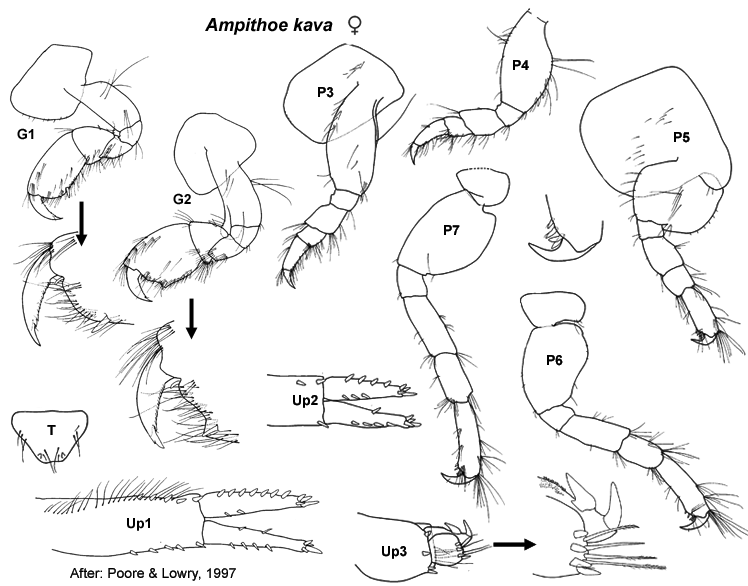 Ampithoe kava ♀
G1
P3
P4
P5
G2
P7
P6
Up2
T
Up1
Up3
After: Poore & Lowry, 1997